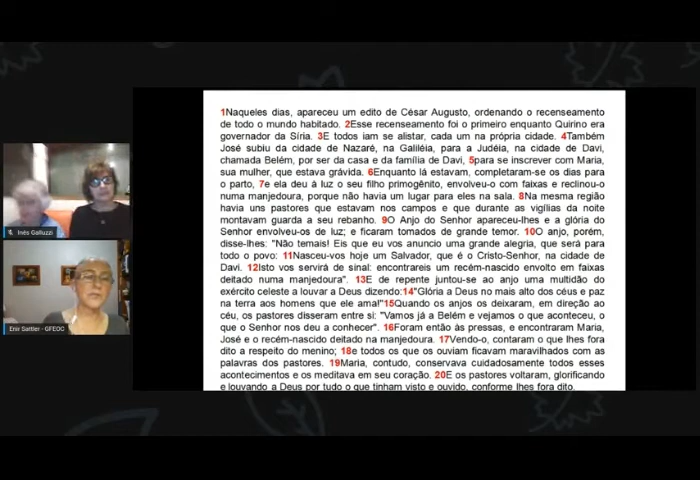 1Naqueles dias, apareceu um edito de César Augusto, ordenando o recenseamento
de todo o mundo habitado. 2Esse recenseamento foi o primeiro enquanto Quirino era
governador da Síria. 3E todos iam se alistar, cada um na própria cidade. 4Também
José subiu da cidade de Nazaré, na Galiléia, para a Judéia, na cidade de Davi,
chamada Belém, por ser da casa e da família de Davi, 5para se inscrever com Maria,
sua mulher, que estava grávida. 6Enquanto lá estavam, completaram-se os dias para
o parto, 7e ela deu à luz o seu filho primogênito, envolveu-o com faixas e reclinou-o
numa manjedoura, porque não havia um lugar para eles na sala. 8Na mesma região
havia uns pastores que estavam nos campos e que durante as vigílias da noite
montavam guarda a seu rebanho. 9O Anjo do Senhor apareceu-lhes e a glória do
Senhor envolveu-os de luz; e ficaram tomados de grande temor. 10O anjo, porém,
disse-lhes: "Não temais! Eis que eu vos anuncio uma grande alegria, que será para
todo o povo: 11Nasceu-vos hoje um Salvador, que é o Cristo-Senhor, na cidade de
Davi. 12Isto vos servirá de sinal: encontrareis um recém-nascido envolto em faixas
deitado numa manjedoura". 13E de repente juntou-se ao anjo uma multidão do
exército celeste a louvar a Deus dizendo:14"Glória a Deus no mais alto dos céus e paz
na terra aos homens que ele ama!"15Quando os anjos os deixaram, em direção ao
céu, os pastores disseram entre si: "Vamos já a Belém e vejamos o que aconteceu,
o que o Senhor nos deu a conhecer". 16Foram então às pressas, e encontraram Maria,
José e o recém-nascido deitado na manjedoura. 17Vendo-o, contaram o que lhes fora
dito a respeito do menino; 18e todos os que os ouviam ficavam maravilhados com as
palavras dos pastores. 19Maria, contudo, conservava cuidadosamente todos esses
acontecimentos e os meditava em seu coração. 20E os pastores voltaram, glorificando
e louvando a Deus por tudo o que tinham visto e ouvido, conforme lhes fora dito.
Inês Galluzzi
Enir Sattler - GFEOC